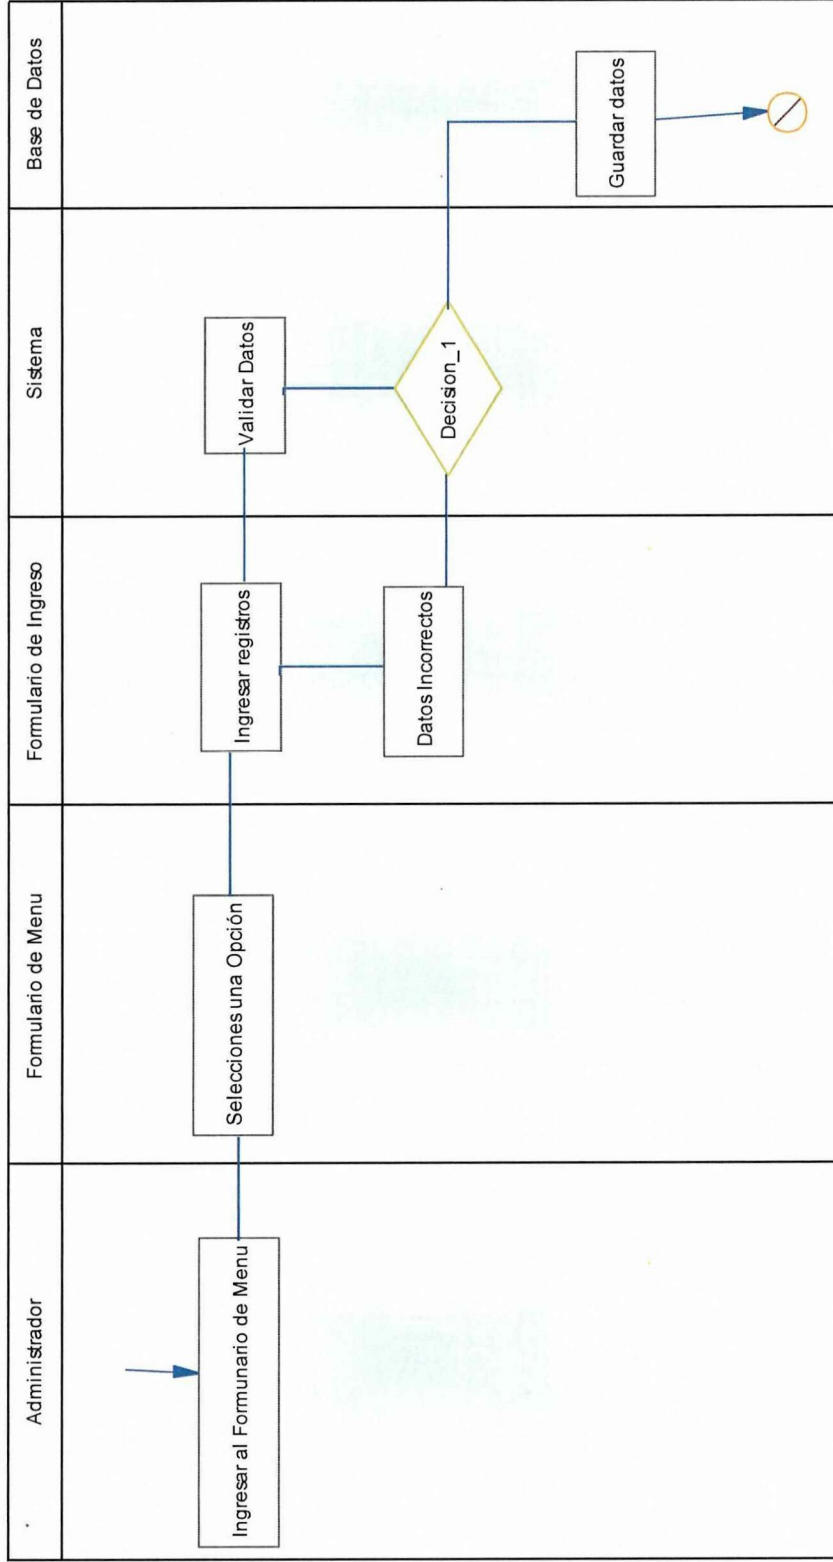 Administrador
Formulario de Menu
Formulario de Ingreso
Sistema
Base de Datos
Ingresar al Formunario de Menu
Selecciones una Opción
Ingresar registros
Validar Datos
Datos Incorrectos
Decision_1
Guardar datos